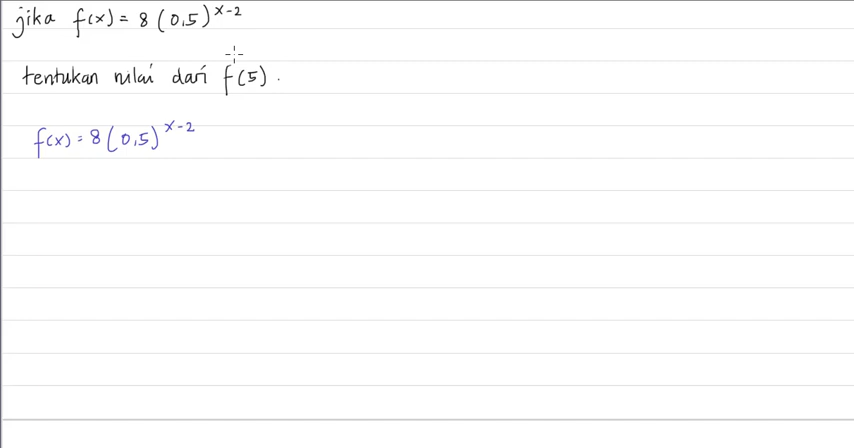 jika f(x) = 8 (0,5)^{x-2}
tentukan nilai dari f(5).
f(x) = 8 (0,5)^{x-2}